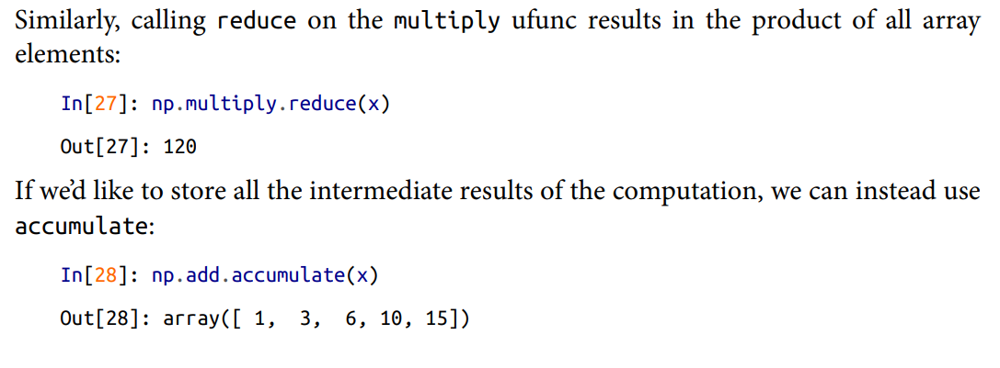 Similarly, calling reduce on the multiply ufunc results in the product of all array
elements:
In[27]: np.multiply.reduce(x)
Out[27]: 120
If we’d like to store all the intermediate results of the computation, we can instead use
accumulate:
In[28]: np.add.accumulate(x)
Out[28]: array([ 1,  3,  6, 10, 15])